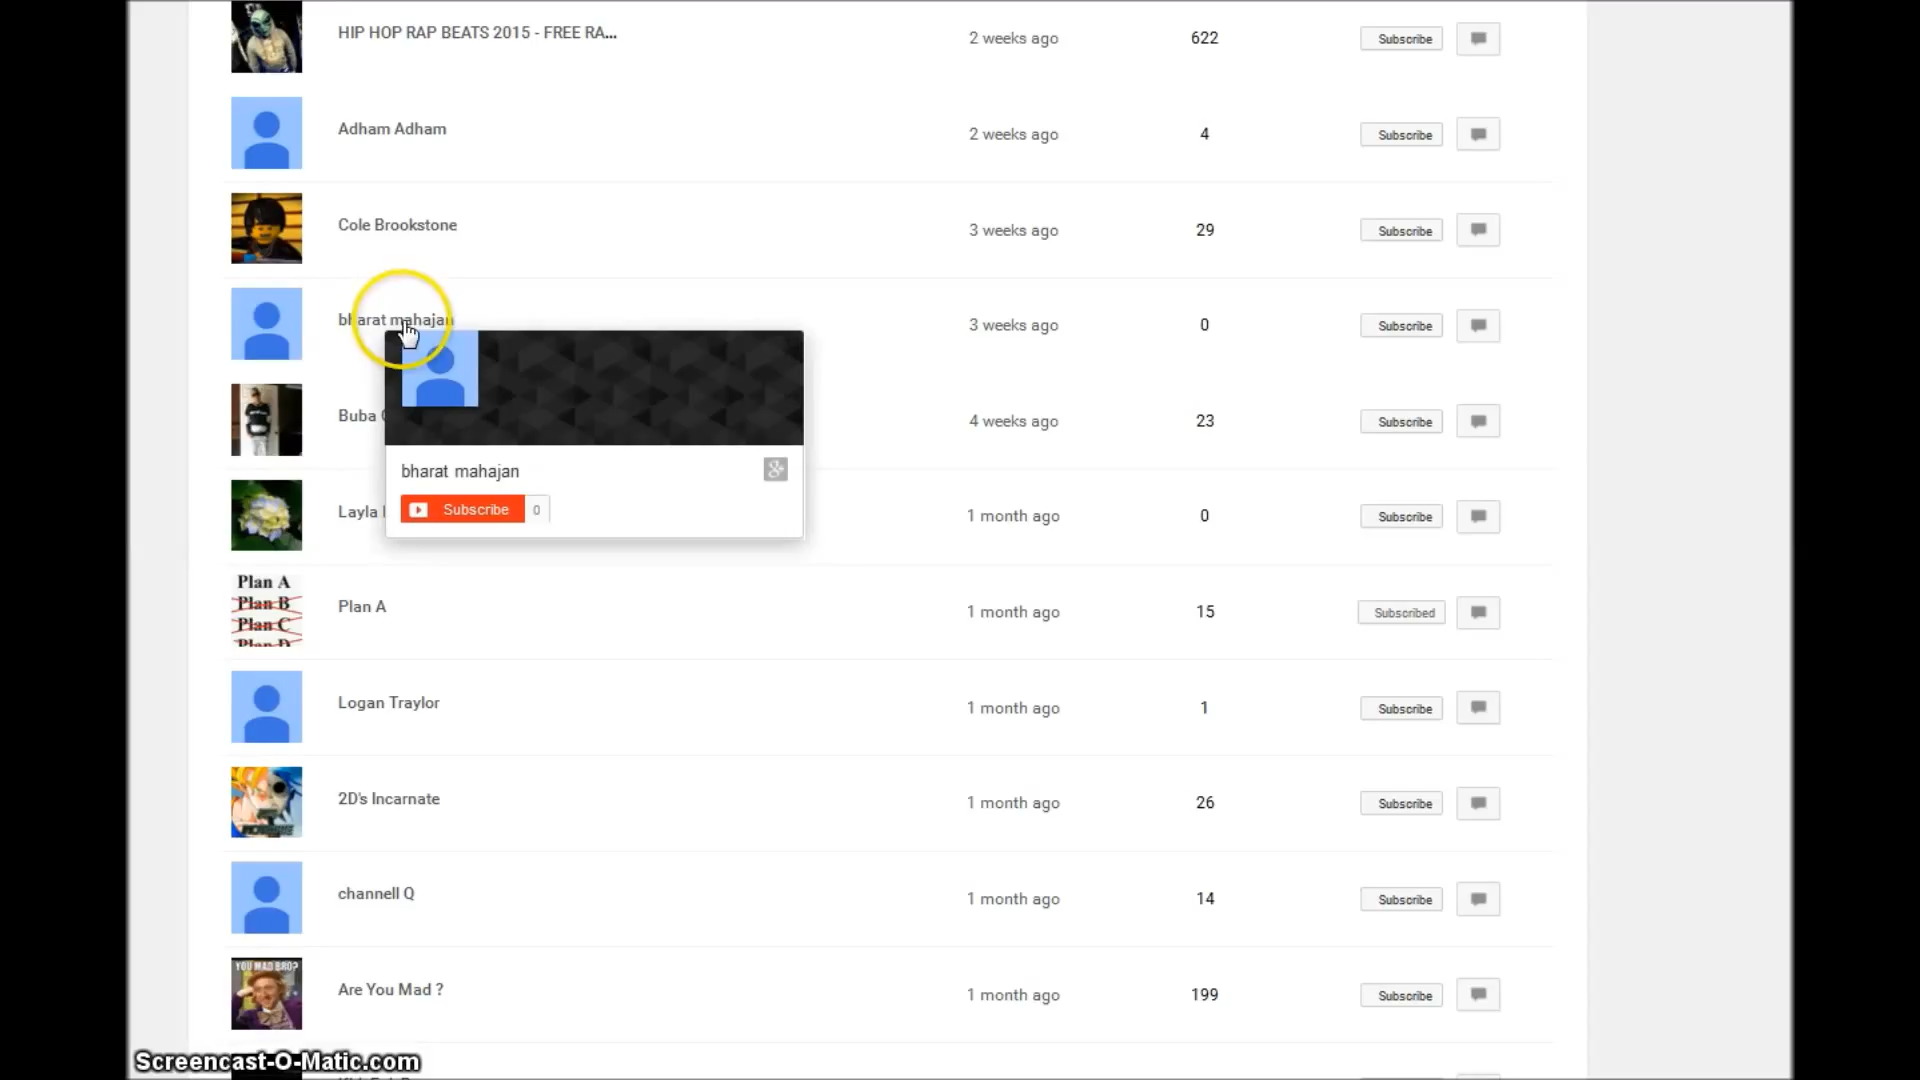 HIP HOP RAP BEATS 2015 - FREE RA...
2 weeks ago
622
Subscribe
Adham Adham
2 weeks ago
4
Subscribe
Cole Brookstone
3 weeks ago
29
Subscribe
bharat mahajan
3 weeks ago
0
Subscribe
Buba
4 weeks ago
23
Subscribe
bharat mahajan
Subscribe 0
Layla
1 month ago
0
Subscribe
Plan A
Plan B
Plan C
Plan D
Plan A
1 month ago
15
Subscribed
Logan Traylor
1 month ago
1
Subscribe
2D's Incarnate
1 month ago
26
Subscribe
channell Q
1 month ago
14
Subscribe
YOU MAD BRO?
Are You Mad ?
1 month ago
199
Subscribe
Screencast-O-Matic.com